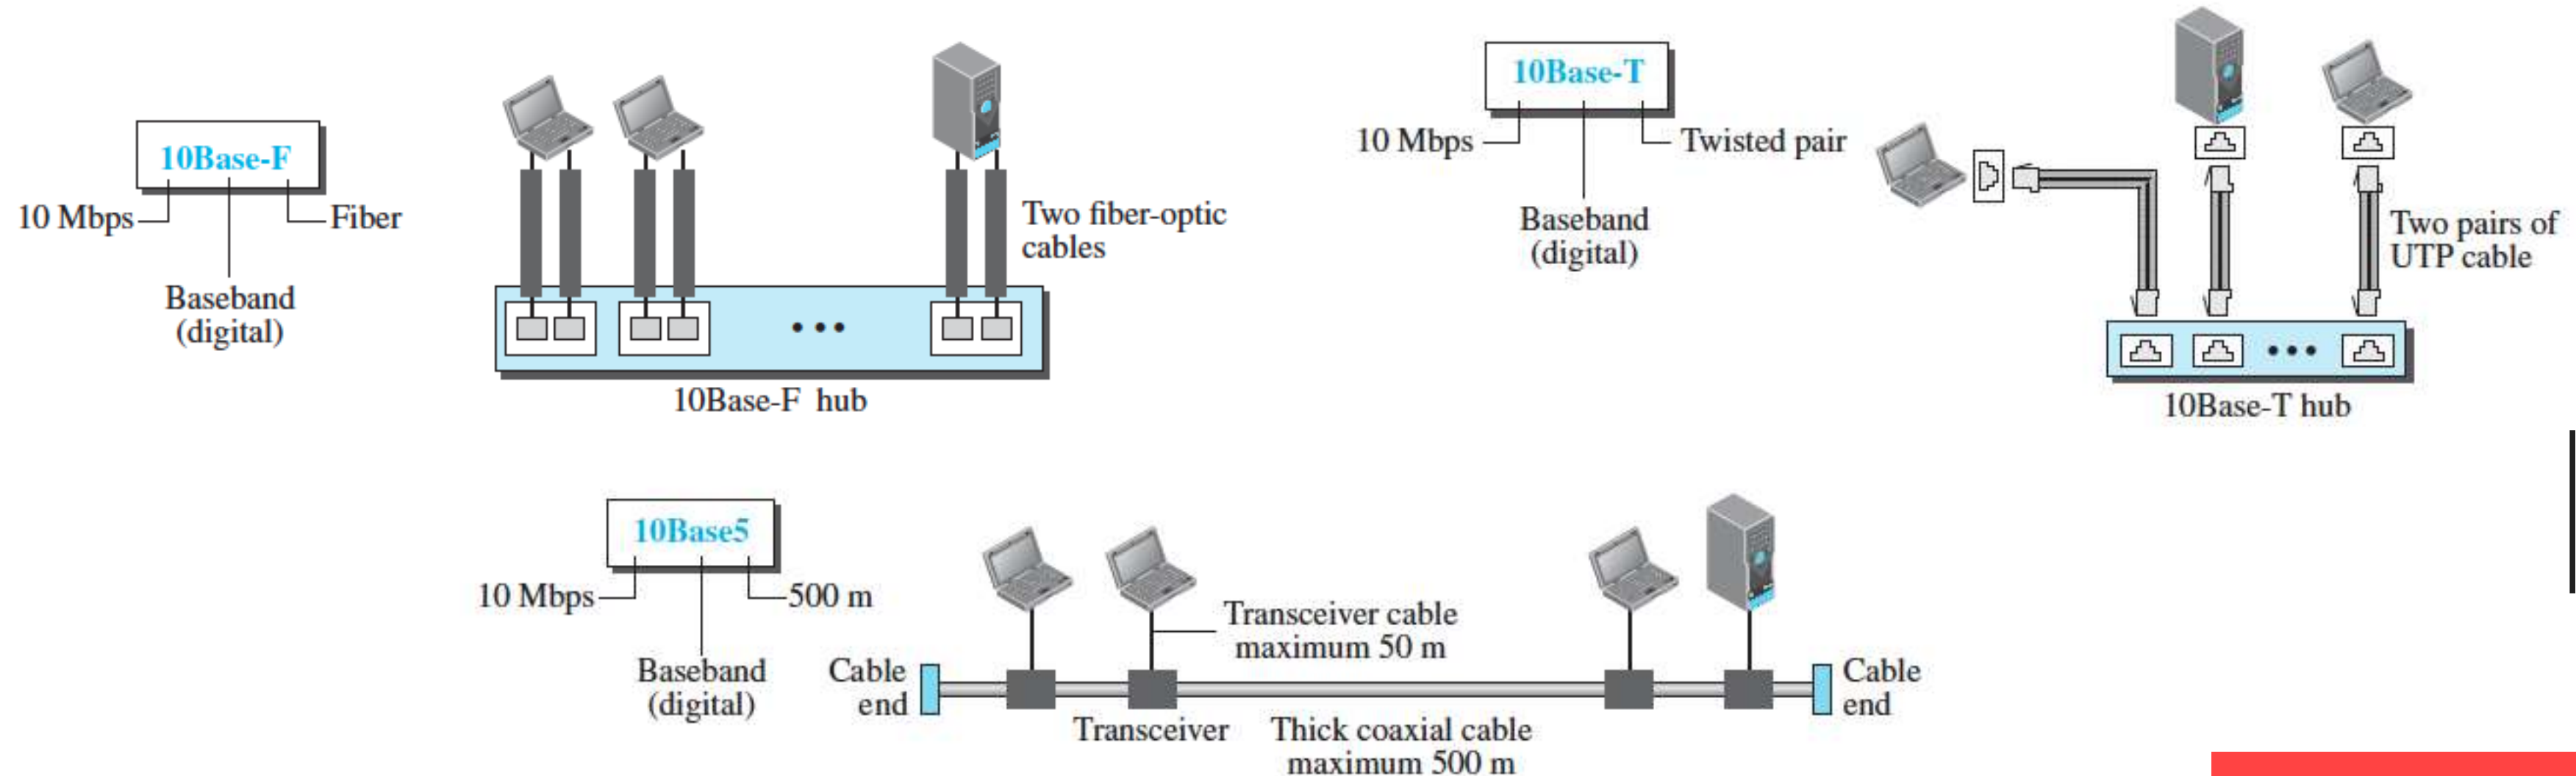 10Base-F
10 Mbps
Fiber
Baseband
(digital)
Two fiber-optic
cables
• • •
10Base-F hub
10Base-T
10 Mbps
Twisted pair
Baseband
(digital)
Two pairs of
UTP cable
• • •
10Base-T hub
10Base5
10 Mbps
500 m
Baseband
(digital)
Cable
end
Transceiver cable
maximum 50 m
Transceiver
Thick coaxial cable
maximum 500 m
Cable
end